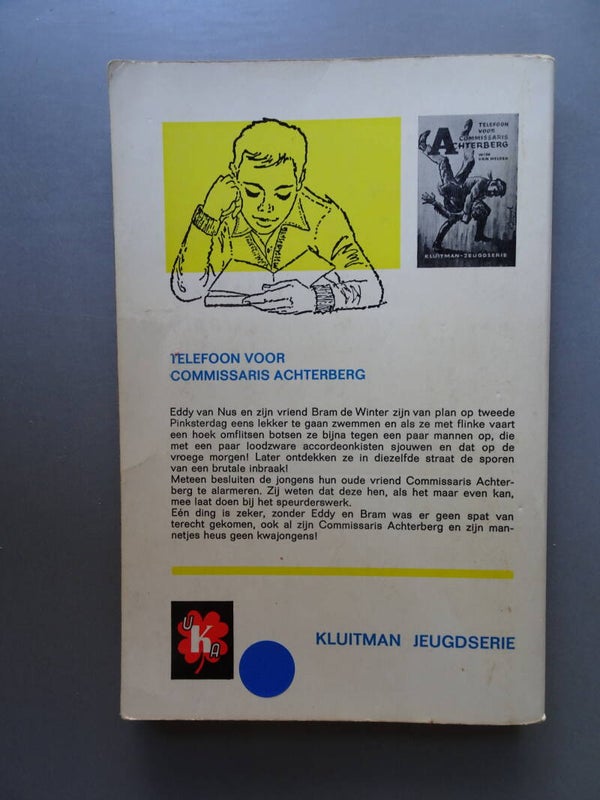 TELEFOON
VOOR
COMMISSARIS
ACHTERBERG
WIM
VAN HELDEN
KLUITMAN-JEUGDSERIE
TELEFOON VOOR
COMMISSARIS ACHTERBERG
Eddy van Nus en zijn vriend Bram de Winter zijn van plan op tweede
Pinksterdag eens lekker te gaan zwemmen en als ze met flinke vaart
een hoek omflitsen botsen ze bijna tegen een paar mannen op, die
met een paar loodzware accordeonkisten sjouwen en dat op de
vroege morgen! Later ontdekken ze in diezelfde straat de sporen
van een brutale inbraak!
Meteen besluiten de jongens hun oude vriend Commissaris Achter-
berg te alarmeren. Zij weten dat deze hen, als het maar even kan,
mee laat doen bij het speurderswerk.
Eén ding is zeker, zonder Eddy en Bram was er geen spat van
terecht gekomen, ook al zijn Commissaris Achterberg en zijn man-
netjes heus geen kwajongens!
UKA
KLUITMAN JEUGDSERIE